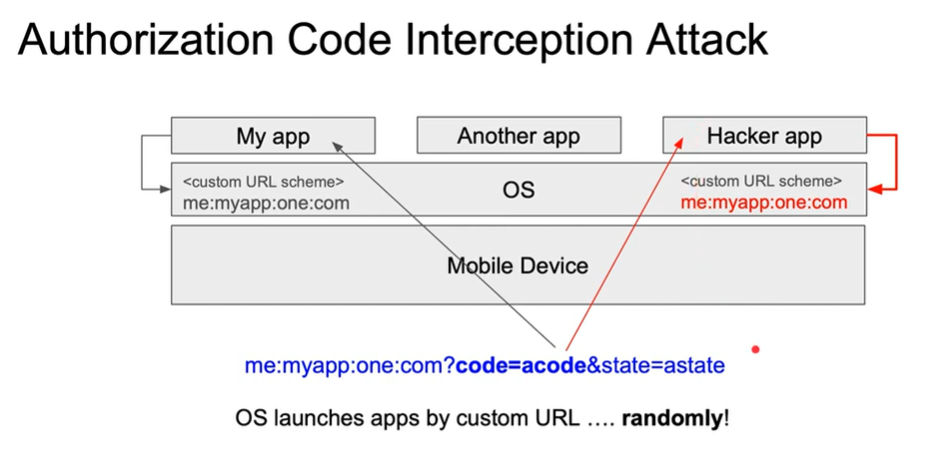 Authorization Code Interception Attack
My app
Another app
Hacker app
<custom URL scheme>
me:myapp:one:com
OS
<custom URL scheme>
me:myapp:one:com
Mobile Device
me:myapp:one:com?code=acode&state=astate
OS launches apps by custom URL .... randomly!